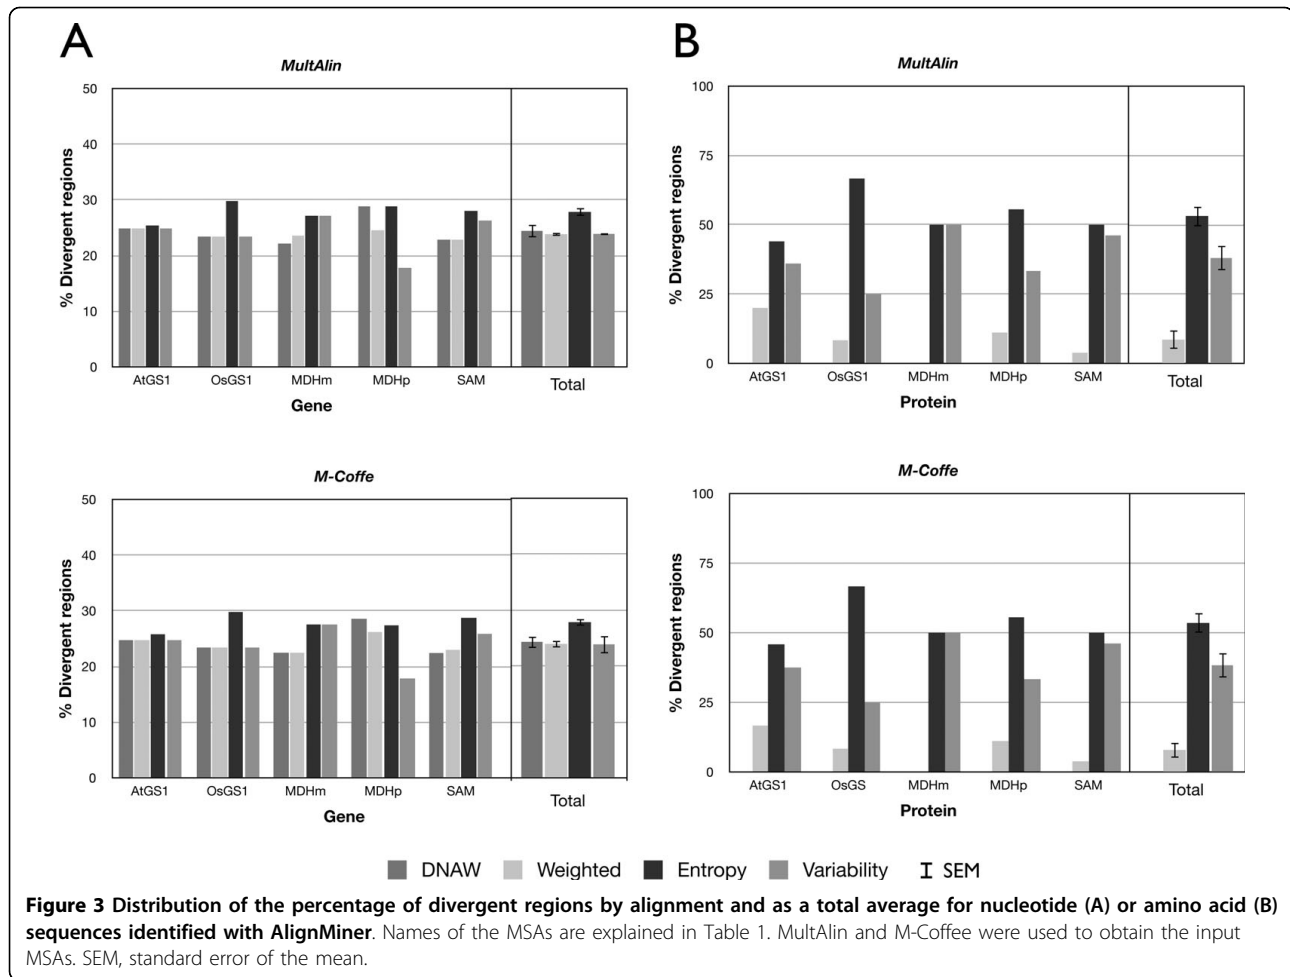 A
MultAlin
% Divergent regions
50
40
30
20
10
0
AtGS1 OsGS1 MDHm MDHp SAM Total
Gene
B
MultAlin
% Divergent regions
100
75
50
25
0
AtGS1 OsGS1 MDHm MDHp SAM Total
Protein
M-Coffe
% Divergent regions
50
40
30
20
10
0
AtGS1 OsGS1 MDHm MDHp SAM Total
Gene
M-Coffe
% Divergent regions
100
75
50
25
0
AtGS1 OsGS MDHm MDHp SAM Total
Protein
DNAW Weighted Entropy Variability SEM
Figure 3 Distribution of the percentage of divergent regions by alignment and as a total average for nucleotide (A) or amino acid (B)
sequences identified with AlignMiner. Names of the MSAs are explained in Table 1. MultAlin and M-Coffee were used to obtain the input
MSAs. SEM, standard error of the mean.